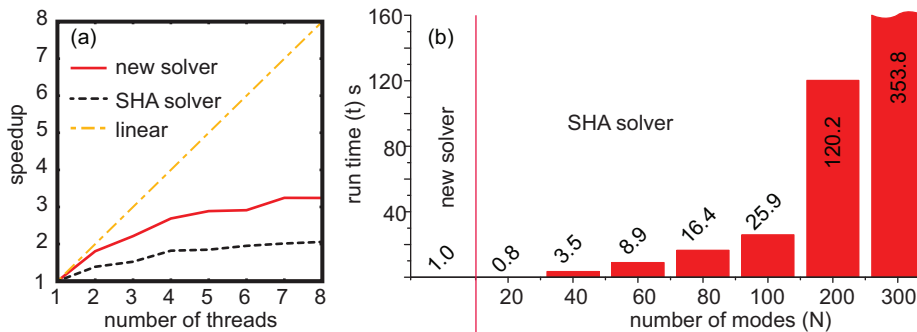 (a)
speedup
8
7
6
5
4
3
2
1
new solver
SHA solver
linear
1 2 3 4 5 6 7 8
number of threads
(b)
run time (t) s
160
120
80
40
new solver
SHA solver
1.0
0.8
3.5
8.9
16.4
25.9
120.2
353.8
20 40 60 80 100 200 300
number of modes (N)